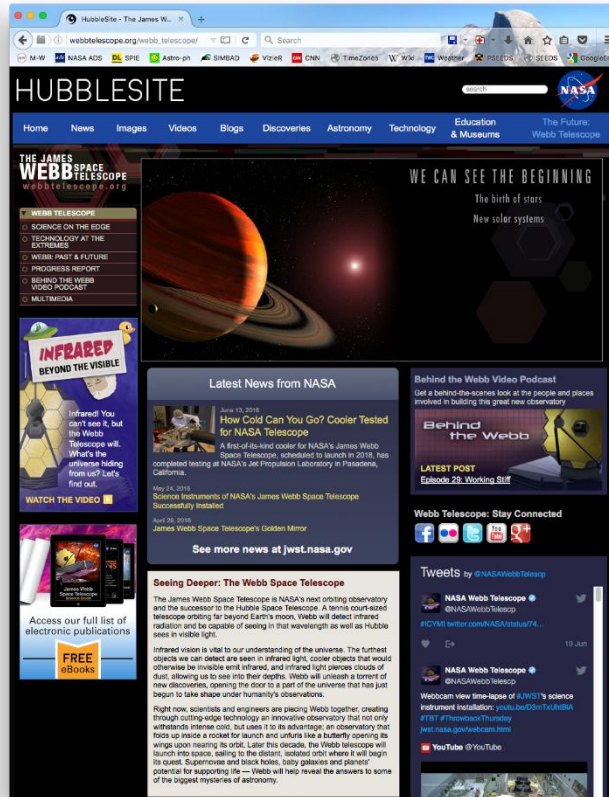 HubbleSite - The James W...
webbtelescope.org/webb_telescope/
Search
M-W
NASA ADS
DL SPIE
Astro-ph
SIMBAD
VizieR
CNN
TimeZones
W Wiki
Weather
PSEEDS
SEEDS
HUBBLESITE
search
NASA
Home
News
Images
Videos
Blogs
Discoveries
Astronomy
Technology
Education
& Museums
The Future:
Webb Telescope
THE JAMES
WEBB SPACE
TELESCOPE
webbtelescope.org
WEBB TELESCOPE
SCIENCE ON THE EDGE
TECHNOLOGY AT THE
EXTREMES
WEBB: PAST & FUTURE
PROGRESS REPORT
BEHIND THE WEBB
VIDEO PODCAST
MULTIMEDIA
WE CAN SEE THE BEGINNING
The birth of stars
New solar systems
INFRARED
BEYOND THE VISIBLE
Infrared! You
can't see it, but
the Webb
Telescope will.
What's the
universe hiding
from us? Let's
find out.
WATCH THE VIDEO
Access our full list of
electronic publications
FREE
eBooks
Latest News from NASA
June 13, 2016
How Cold Can You Go? Cooler Tested
for NASA Telescope
A first-of-its-kind cooler for NASA's James Webb
Space Telescope, scheduled to launch in 2018, has
completed testing at NASA's Jet Propulsion Laboratory in Pasadena,
California.
May 24, 2016
Science Instruments of NASA's James Webb Space Telescope
Successfully Installed
April 29, 2016
James Webb Space Telescope's Golden Mirror
See more news at jwst.nasa.gov
Seeing Deeper: The Webb Space Telescope
The James Webb Space Telescope is NASA's next orbiting observatory
and the successor to the Hubble Space Telescope. A tennis court-sized
telescope orbiting far beyond Earth's moon, Webb will detect infrared
radiation and be capable of seeing in that wavelength as well as Hubble
sees in visible light.
Infrared vision is vital to our understanding of the universe. The furthest
objects we can detect are seen in infrared light, cooler objects that would
otherwise be invisible emit infrared, and infrared light pierces clouds of
dust, allowing us to see into their depths. Webb will unleash a torrent of
new discoveries, opening the door to a part of the universe that has just
begun to take shape under humanity's observations.
Right now, scientists and engineers are piecing Webb together, creating
through cutting-edge technology an innovative observatory that not only
withstands intense cold, but uses it to its advantage; an observatory that
folds up inside a rocket for launch and unfurls like a butterfly opening its
wings upon nearing its orbit. Later this decade, the Webb telescope will
launch into space, sailing to the distant, isolated orbit where it will begin
its quest. Supernovae and black holes, baby galaxies and planets'
potential for supporting life — Webb will help reveal the answers to some
of the biggest mysteries of astronomy.
Behind the Webb Video Podcast
Get a behind-the-scenes look at the people and places
involved in building this great new observatory
Behind
the Webb
LATEST POST
Episode 29: Working Stiff
Webb Telescope: Stay Connected
You
Tube
Tweets by @NASAWebbTelescp
NASA Webb Telescope
@NASAWebbTelescp
#ICYMI twitter.com/NASA/status/74...
19 Jun
NASA Webb Telescope
@NASAWebbTelescp
Webbcam view time-lapse of #JWST's science
instrument installation: youtu.be/D3mTxUhtBIA
#TBT #ThrowbackThursday
jwst.nasa.gov/webcam.html
YouTube @YouTube